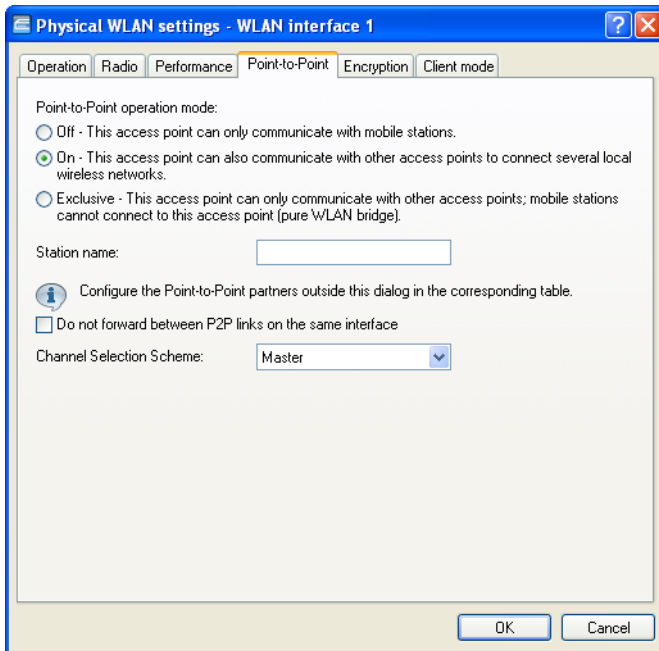 Physical WLAN settings - WLAN interface 1
Operation Radio Performance Point-to-Point Encryption Client mode
Point-to-Point operation mode:
Off - This access point can only communicate with mobile stations.
On - This access point can also communicate with other access points to connect several local
wireless networks.
Exclusive - This access point can only communicate with other access points; mobile stations
cannot connect to this access point (pure WLAN bridge).
Station name:
Configure the Point-to-Point partners outside this dialog in the corresponding table.
Do not forward between P2P links on the same interface
Channel Selection Scheme: Master
OK Cancel